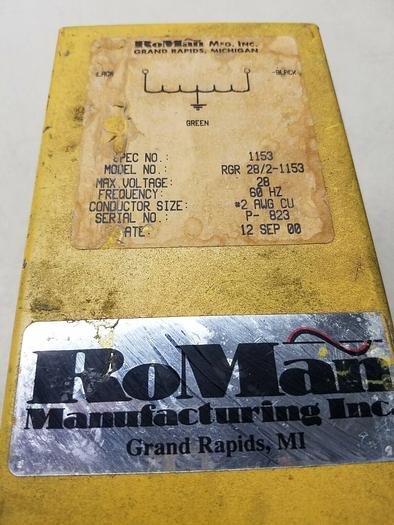 RoMan MFG. INC.
GRAND RAPIDS, MICHIGAN
BLACK BLACK
GREEN
SPEC NO.: 1153
MODEL NO.: RGR 28/2-1153
MAX.VOLTAGE: 28
FREQUENCY: 60 HZ
CONDUCTOR SIZE: #2 AWG CU
SERIAL NO.: P- 823
DATE: 12 SEP 00
RoMan
Manufacturing Inc.
Grand Rapids, MI